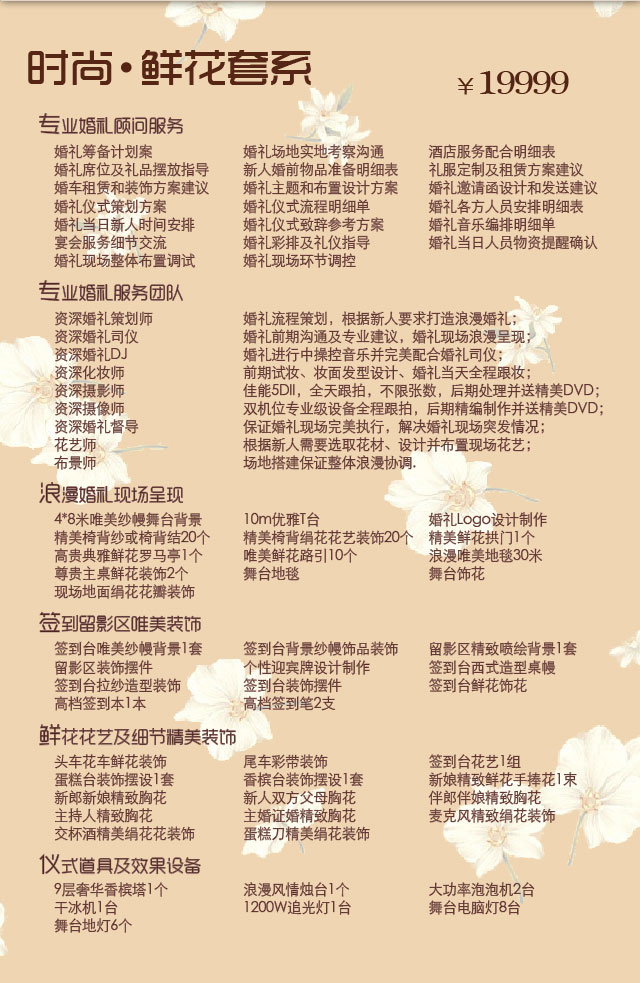 时尚·鲜花套系
￥19999
专业婚礼顾问服务
婚礼筹备计划案 婚礼场地实地考察沟通 酒店服务配合明细表
婚礼席位及礼品摆放指导 新人婚前物品准备明细表 礼服定制及租赁方案建议
婚车租赁和装饰方案建议 婚礼主题和布置设计方案 婚礼邀请函设计和发送建议
婚礼仪式策划方案 婚礼仪式流程明细单 婚礼各方人员安排明细表
婚礼当日新人时间安排 婚礼仪式致辞参考方案 婚礼音乐编排明细单
宴会服务细节交流 婚礼彩排及礼仪指导 婚礼当日人员物资提醒确认
婚礼现场整体布置调试 婚礼现场环节调控
专业婚礼服务团队
资深婚礼策划师 婚礼流程策划，根据新人要求打造浪漫婚礼；
资深婚礼司仪 婚礼前期沟通及专业建议，婚礼现场浪漫呈现；
资深婚礼DJ 婚礼进行中操控音乐并完美配合婚礼司仪；
资深化妆师 前期试妆、妆面发型设计、婚礼当天全程跟妆；
资深摄影师 佳能5DII，全天跟拍，不限张数，后期处理并送精美DVD；
资深摄像师 双机位专业级设备全程跟拍，后期精编制作并送精美DVD；
资深婚礼督导 保证婚礼现场完美执行，解决婚礼现场突发情况；
花艺师 根据新人需要选取花材、设计并布置现场花艺；
布景师 场地搭建保证整体浪漫协调.
浪漫婚礼现场呈现
4*8米唯美纱幔舞台背景 10m优雅T台 婚礼Logo设计制作
精美椅背纱或椅背结20个 精美椅背绢花花艺装饰20个 精美鲜花拱门1个
高贵典雅鲜花罗马亭1个 唯美鲜花路引10个 浪漫唯美地毯30米
尊贵主桌鲜花装饰2个 舞台地毯 舞台饰花
现场地面绢花花瓣装饰
签到留影区唯美装饰
签到台唯美纱幔背景1套 签到台背景纱幔饰品装饰 留影区精致喷绘背景1套
留影区装饰摆件 个性迎宾牌设计制作 签到台西式造型桌幔
签到台拉纱造型装饰 签到台装饰摆件 签到台鲜花饰花
高档签到本1本 高档签到笔2支
鲜花花艺及细节精美装饰
头车花车鲜花装饰 尾车彩带装饰 签到台花艺1组
蛋糕台装饰摆设1套 香槟台装饰摆设1套 新娘精致鲜花手捧花1束
新郎新娘精致胸花 新人双方父母胸花 伴郎伴娘精致胸花
主持人精致胸花 主婚证婚精致胸花 麦克风精致绢花装饰
交杯酒精美绢花花装饰 蛋糕刀精美绢花装饰
仪式道具及效果设备
9层奢华香槟塔1个 浪漫风情烛台1个 大功率泡泡机2台
干冰机1台 1200W追光灯1台 舞台电脑灯8台
舞台地灯6个